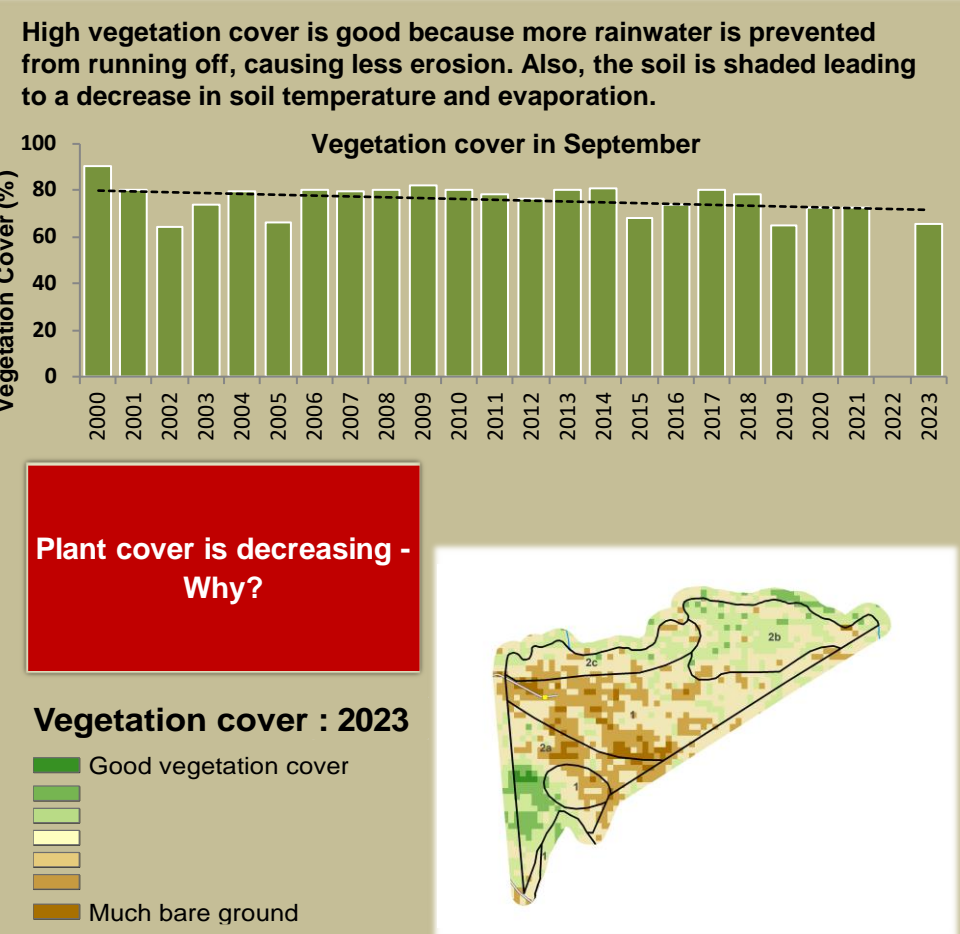 High vegetation cover is good because more rainwater is prevented
from running off, causing less erosion. Also, the soil is shaded leading
to a decrease in soil temperature and evaporation.
Vegetation cover in September
Vegetation Cover (%)
100
80
60
40
20
0
2000 2001 2002 2003 2004 2005 2006 2007 2008 2009 2010 2011 2012 2013 2014 2015 2016 2017 2018 2019 2020 2021 2022 2023
Plant cover is decreasing -
Why?
2b
2c
1
2a
1
1
Vegetation cover : 2023
Good vegetation cover
Much bare ground